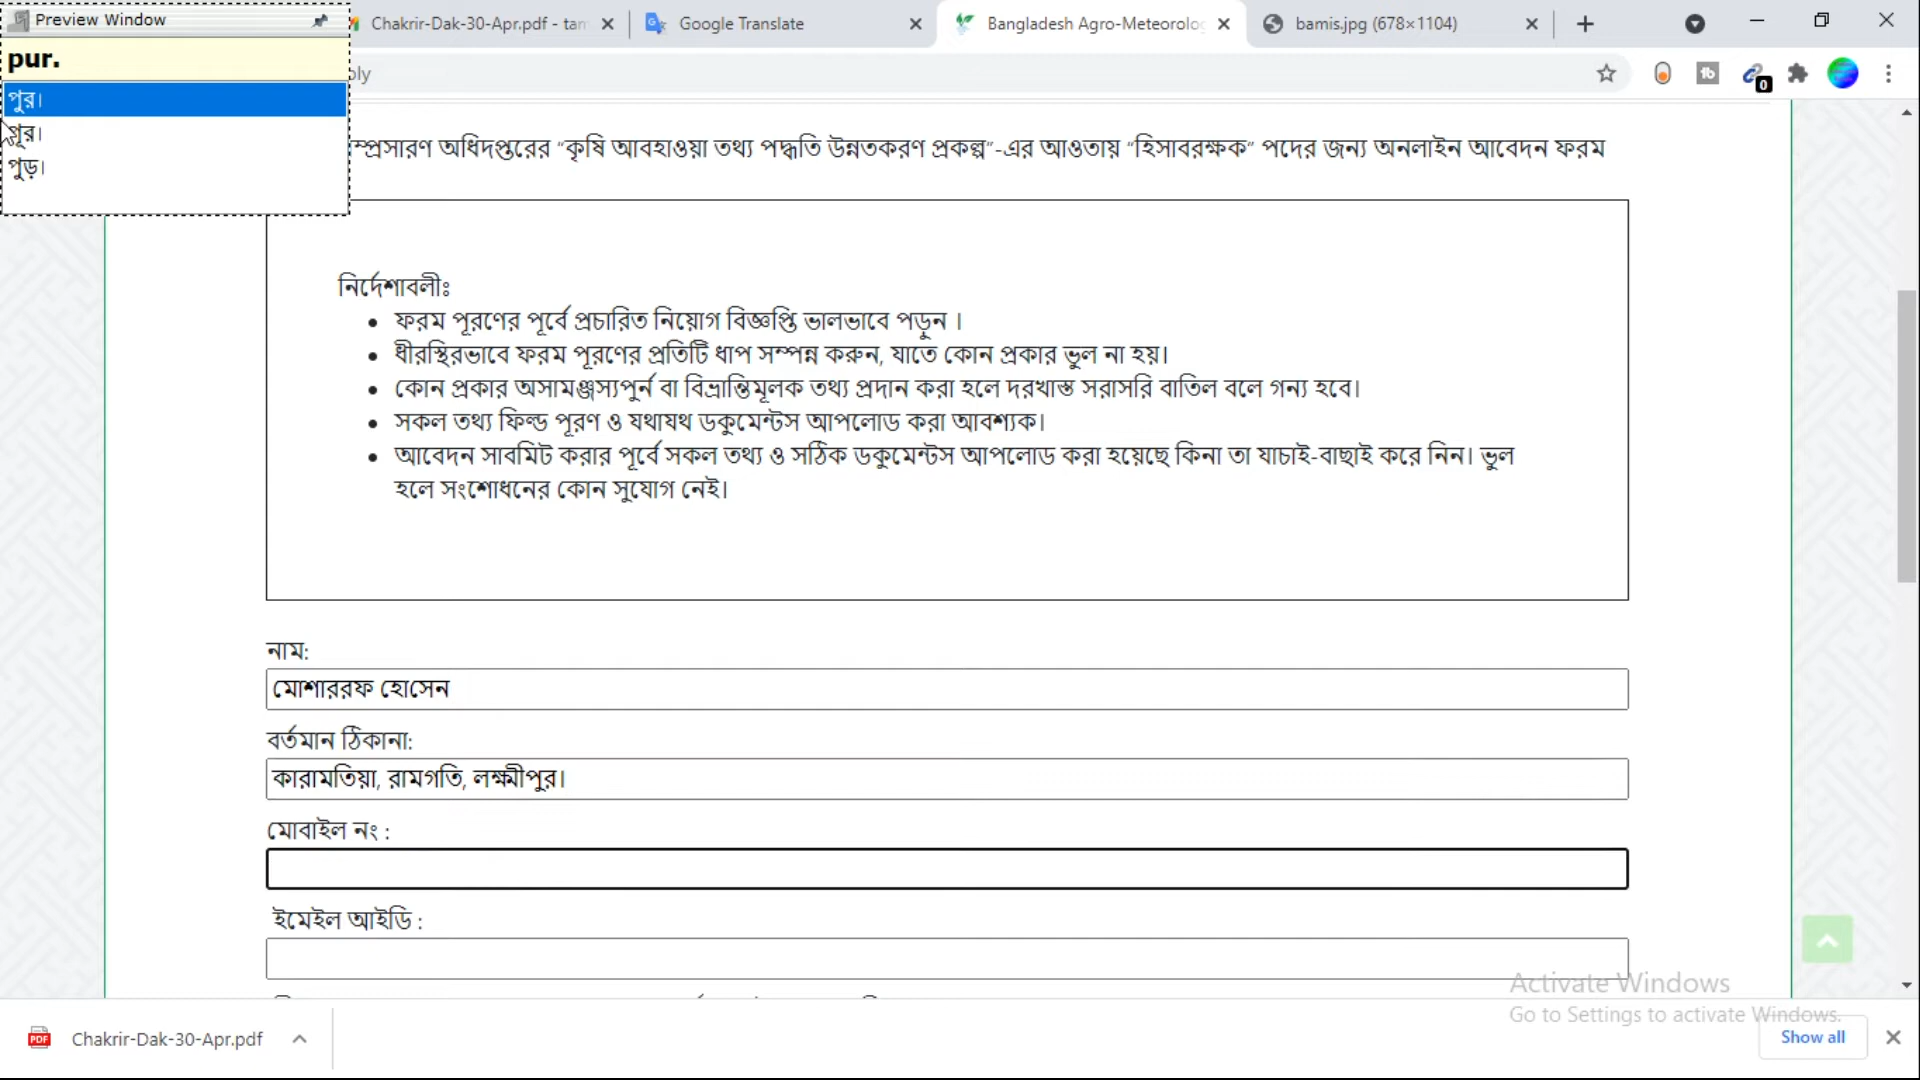 Preview Window
Chakrir-Dak-30-Apr.pdf - tam
Google Translate
Bangladesh Agro-Meteorolog
bamis.jpg (678×1104)
pur.
ply
0
পুর।
পূর।
পুড়।
ম্প্রসারণ অধিদপ্তরের “কৃষি আবহাওয়া তথ্য পদ্ধতি উন্নতকরণ প্রকল্প”-এর আওতায় “হিসাবরক্ষক” পদের জন্য অনলাইন আবেদন ফরম
নির্দেশাবলীঃ
• ফরম পূরণের পূর্বে প্রচারিত নিয়োগ বিজ্ঞপ্তি ভালভাবে পড়ুন ।
• ধীরস্থিরভাবে ফরম পূরণের প্রতিটি ধাপ সম্পন্ন করুন, যাতে কোন প্রকার ভুল না হয়।
• কোন প্রকার অসামঞ্জস্যপুর্ন বা বিভ্রান্তিমূলক তথ্য প্রদান করা হলে দরখাস্ত সরাসরি বাতিল বলে গন্য হবে।
• সকল তথ্য ফিল্ড পূরণ ও যথাযথ ডকুমেন্টস আপলোড করা আবশ্যক।
• আবেদন সাবমিট করার পূর্বে সকল তথ্য ও সঠিক ডকুমেন্টস আপলোড করা হয়েছে কিনা তা যাচাই-বাছাই করে নিন। ভুল
হলে সংশোধনের কোন সুযোগ নেই।
নাম:
মোশাররফ হোসেন
বর্তমান ঠিকানা:
কারামতিয়া, রামগতি, লক্ষ্মীপুর।
মোবাইল নং :
ইমেইল আইডি :
Activate Windows
Go to Settings to activate Windows.
PDF
Chakrir-Dak-30-Apr.pdf
Show all